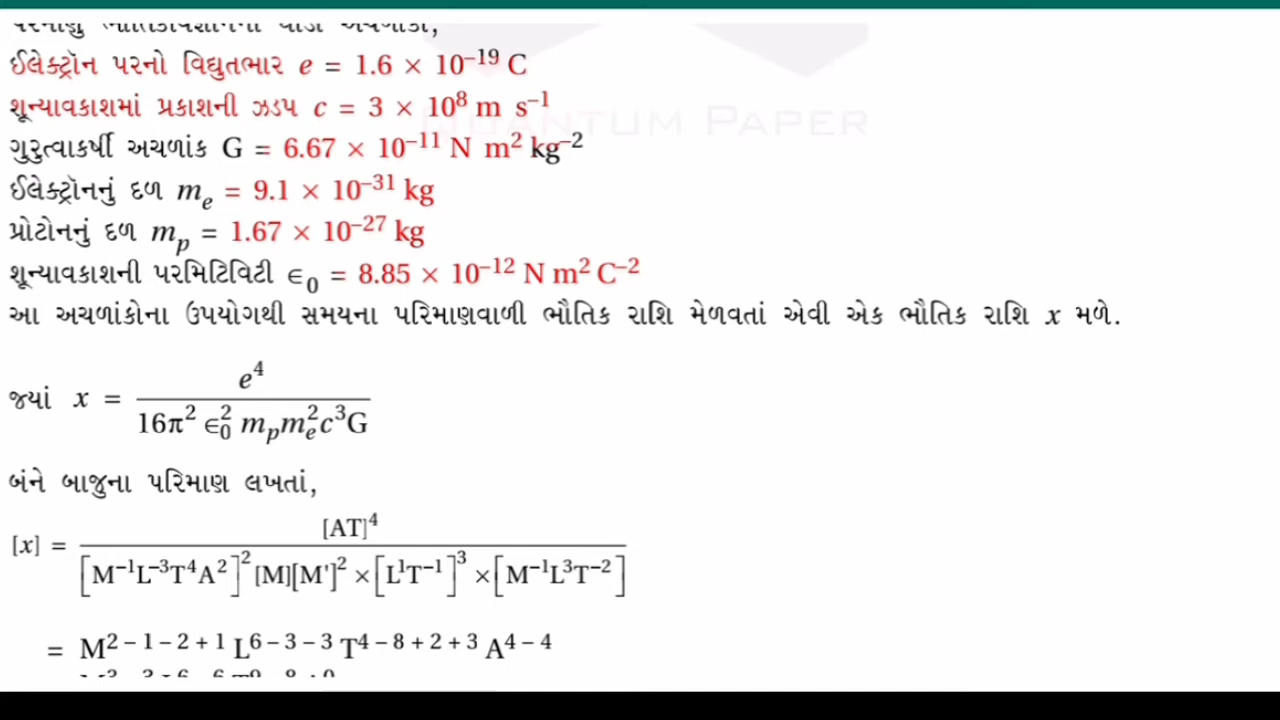 ઈલેક્ટ્રૉન પરનો વિદ્યુતભાર e = 1.6 × 10⁻¹⁹ C
શૂન્યાવકાશમાં પ્રકાશની ઝડપ c = 3 × 10⁸ m s⁻¹
QUANTUM PAPER
ગુરુત્વાકર્ષી અચળાંક G = 6.67 × 10⁻¹¹ N m² kg⁻²
ઈલેક્ટ્રૉનનું દળ mₑ = 9.1 × 10⁻³¹ kg
પ્રોટોનનું દળ mₚ = 1.67 × 10⁻²⁷ kg
શૂન્યાવકાશની પરમિટિવિટી ∈₀ = 8.85 × 10⁻¹² N m² C⁻²
આ અચળાંકોના ઉપયોગથી સમયના પરિમાણવાળી ભૌતિક રાશિ મેળવતાં એવી એક ભૌતિક રાશિ x મળે.
જ્યાં x = e⁴ / 16π² ∈₀² mₚmₑ²c³G
બંને બાજુના પરિમાણ લખતાં,
[x] = [AT]⁴ / [M⁻¹L⁻³T⁴A²]² [M][M']² × [L¹T⁻¹]³ × [M⁻¹L³T⁻²]
= M²⁻¹⁻²⁺¹ L⁶⁻³⁻³ T⁴⁻⁸⁺²⁺³ A⁴⁻⁴